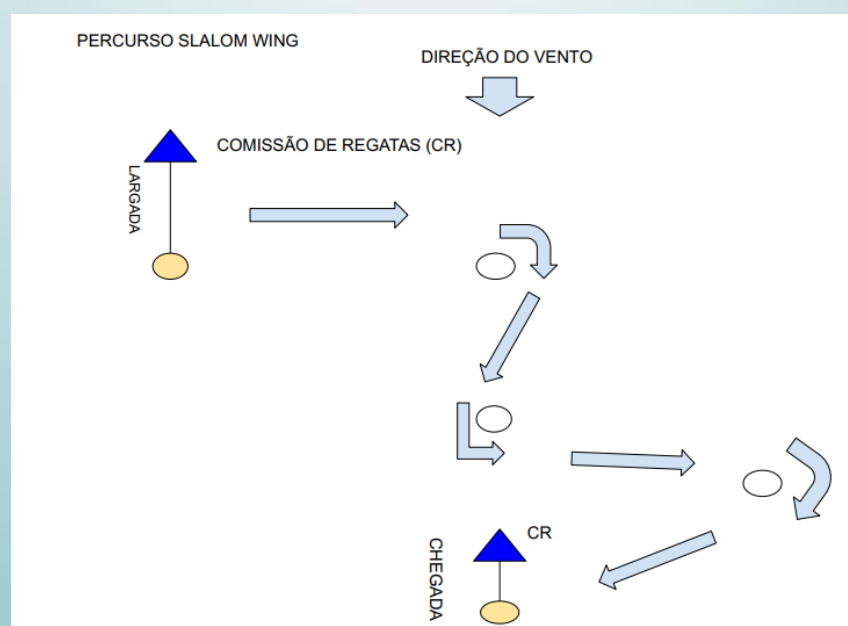 PERCURSO SLALOM WING
DIREÇÃO DO VENTO
COMISSÃO DE REGATAS (CR)
LARGADA
CR
CHEGADA